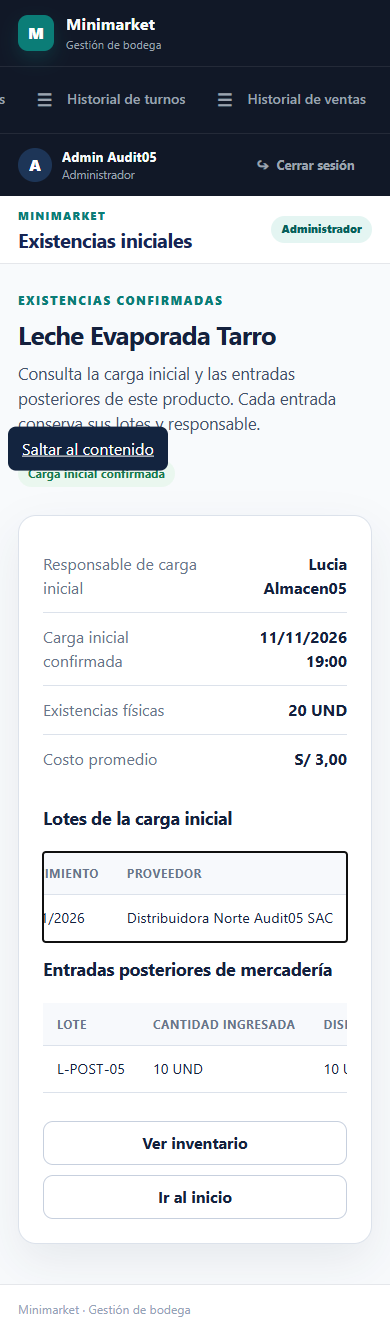 M
Minimarket
Gestión de bodega
s
Historial de turnos
Historial de ventas
A
Admin Audit05
Administrador
Cerrar sesión
MINIMARKET
Existencias iniciales
Administrador
EXISTENCIAS CONFIRMADAS
Leche Evaporada Tarro
Consulta la carga inicial y las entradas
posteriores de este producto. Cada entrada
conserva sus lotes y responsable.
Saltar al contenido
Carga inicial confirmada
Responsable de carga inicial
Lucia Almacen05
Carga inicial confirmada
11/11/2026 19:00
Existencias físicas
20 UND
Costo promedio
S/ 3,00
Lotes de la carga inicial
IMIENTO PROVEEDOR
1/2026 Distribuidora Norte Audit05 SAC
Entradas posteriores de mercadería
LOTE CANTIDAD INGRESADA DISI
L-POST-05 10 UND 10 U
Ver inventario
Ir al inicio
Minimarket · Gestión de bodega